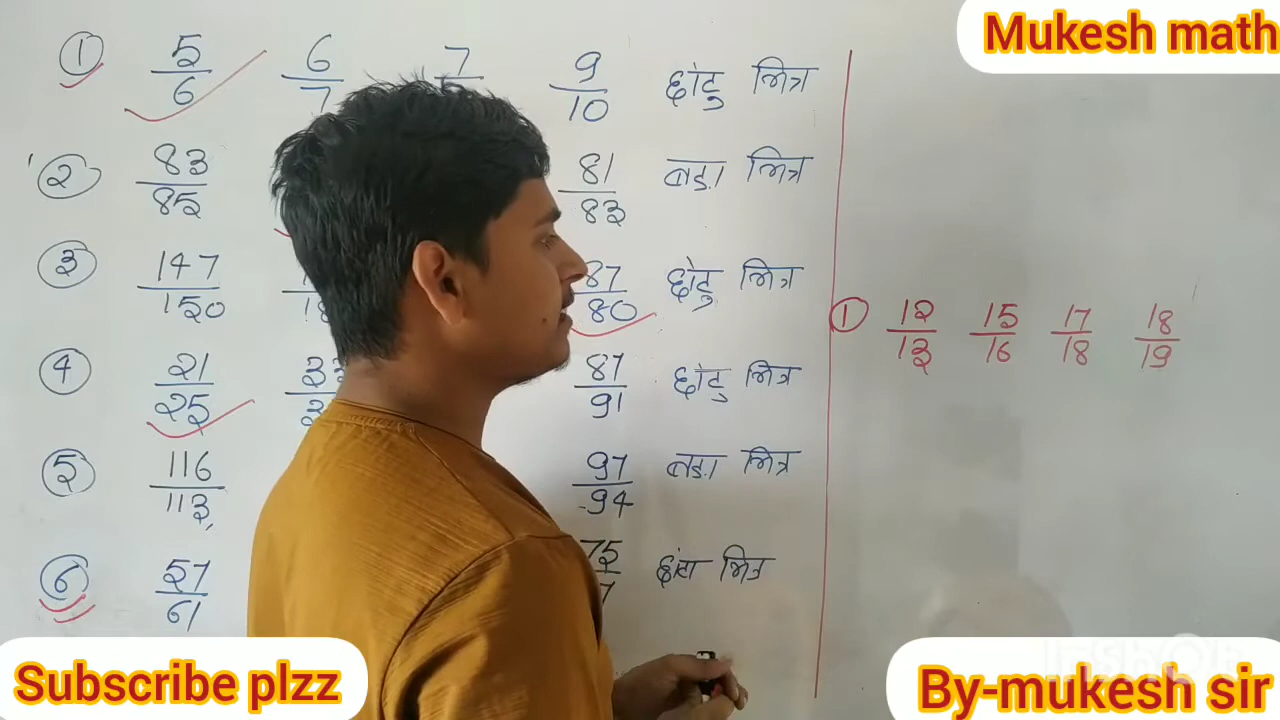 Mukesh math
① 5/6 6/7 7/ 9/10 छोटु भिन्न
② 83/85 81/83 बड़ा भिन्न
③ 147/150 87/80 छोटु भिन्न
④ 21/25 87/91 छोटु भिन्न
⑤ 116/113 97/94 बड़ा भिन्न
⑥ 57/61 75/ भिन्न
① 12/13 15/16 17/18 18/19
Subscribe plzz
By-mukesh sir